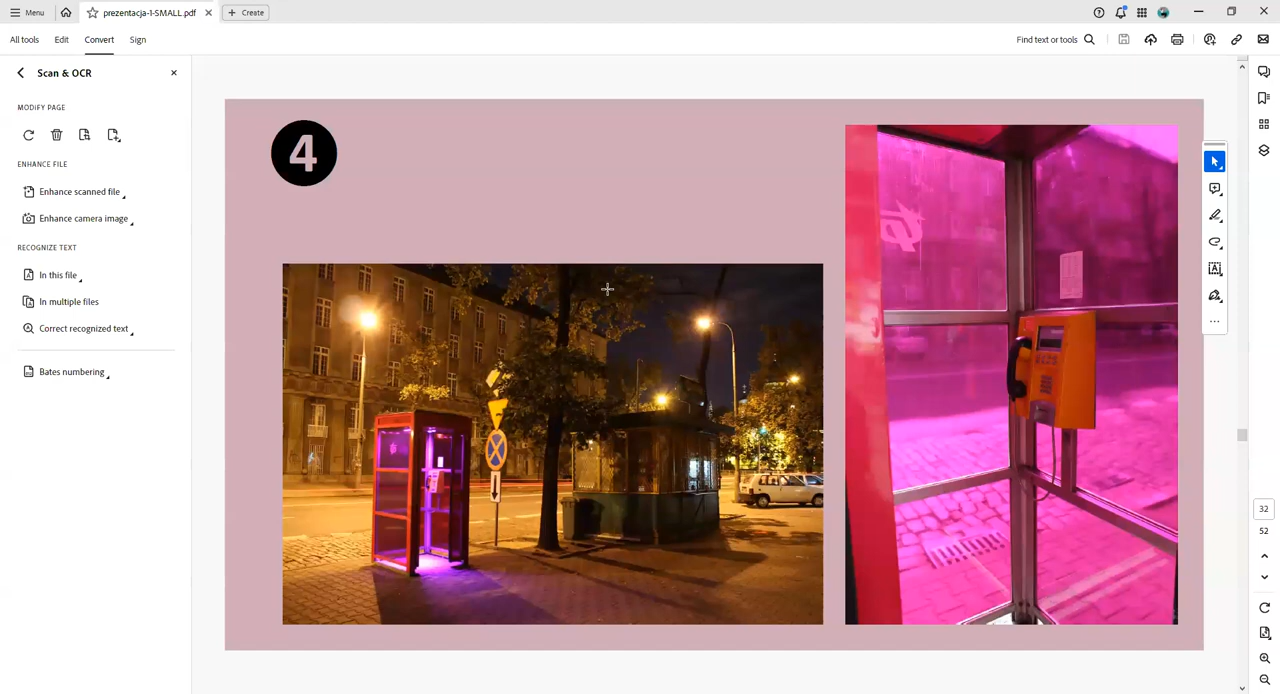 Menu
prezentacja-1-SMALL.pdf
Create
All tools
Edit
Convert
Sign
Find text or tools
Scan & OCR
MODIFY PAGE
ENHANCE FILE
Enhance scanned file
Enhance camera image
RECOGNIZE TEXT
In this file
In multiple files
Correct recognized text
Bates numbering
4
32
52